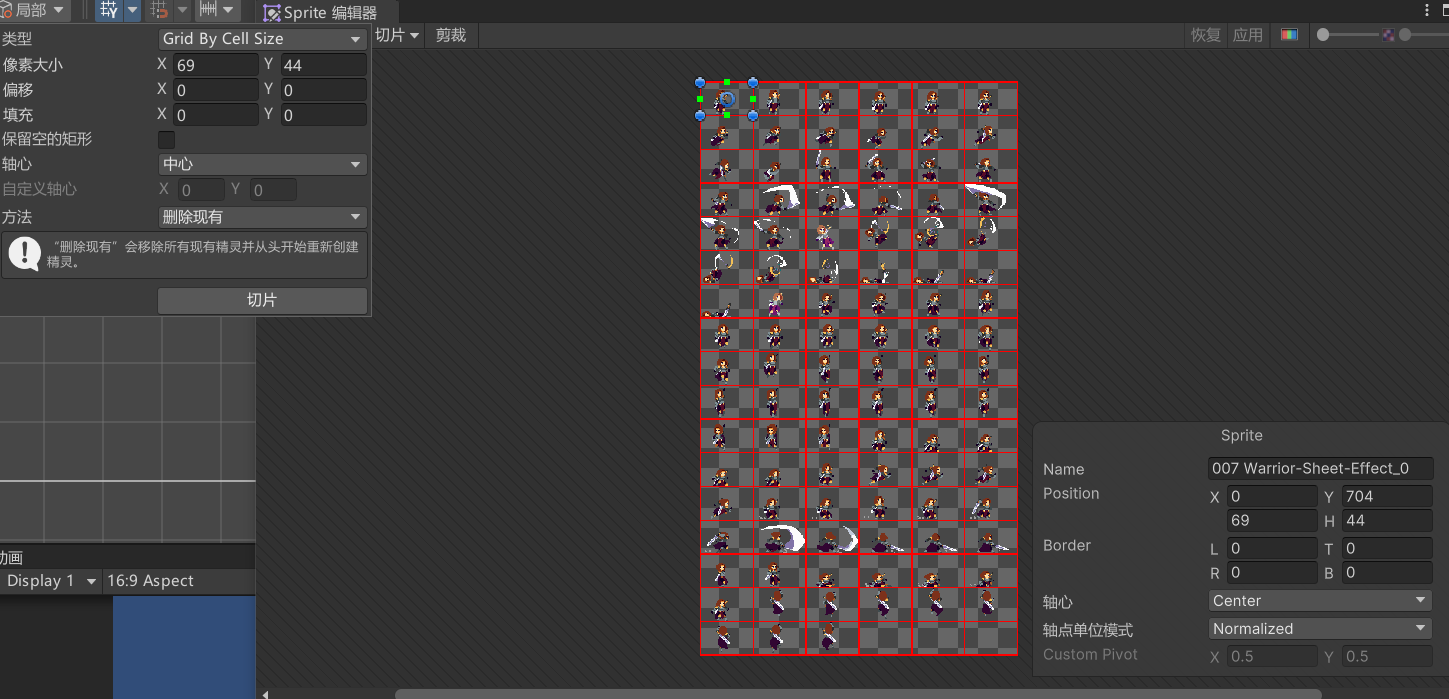 局部
Sprite 编辑器
切片
剪裁
恢复 应用
类型 Grid By Cell Size
像素大小 X 69 Y 44
偏移 X 0 Y 0
填充 X 0 Y 0
保留空的矩形
轴心 中心
自定义轴心 X 0 Y 0
方法 删除现有
“删除现有”会移除所有现有精灵并从头开始重新创建
精灵。
切片
Sprite
Name 007 Warrior-Sheet-Effect_0
Position X 0 Y 704
69 H 44
Border L 0 T 0
R 0 B 0
轴心 Center
轴点单位模式 Normalized
Custom Pivot X 0.5 Y 0.5
动画
Display 1 16:9 Aspect